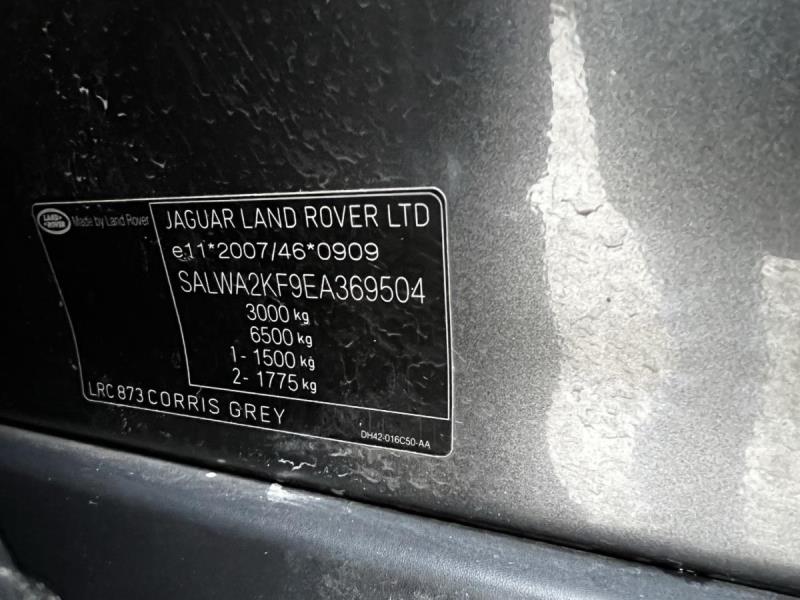 LAND ROVER
Made by Land Rover
JAGUAR LAND ROVER LTD
e11*2007/46*0909
SALWA2KF9EA369504
3000 kg
6500 kg
1- 1500 kg
2- 1775 kg
LRC 873 CORRIS GREY
DH42-016C50-AA